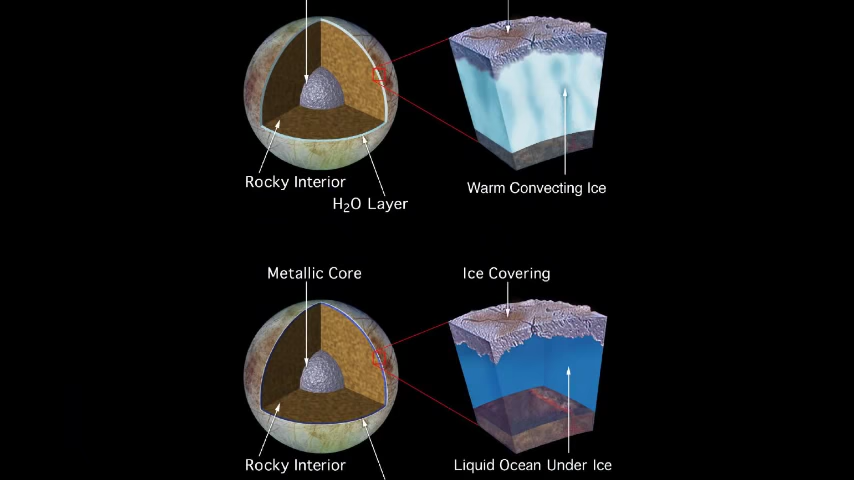 Rocky Interior
H₂O Layer
Warm Convecting Ice
Metallic Core
Ice Covering
Rocky Interior
Liquid Ocean Under Ice